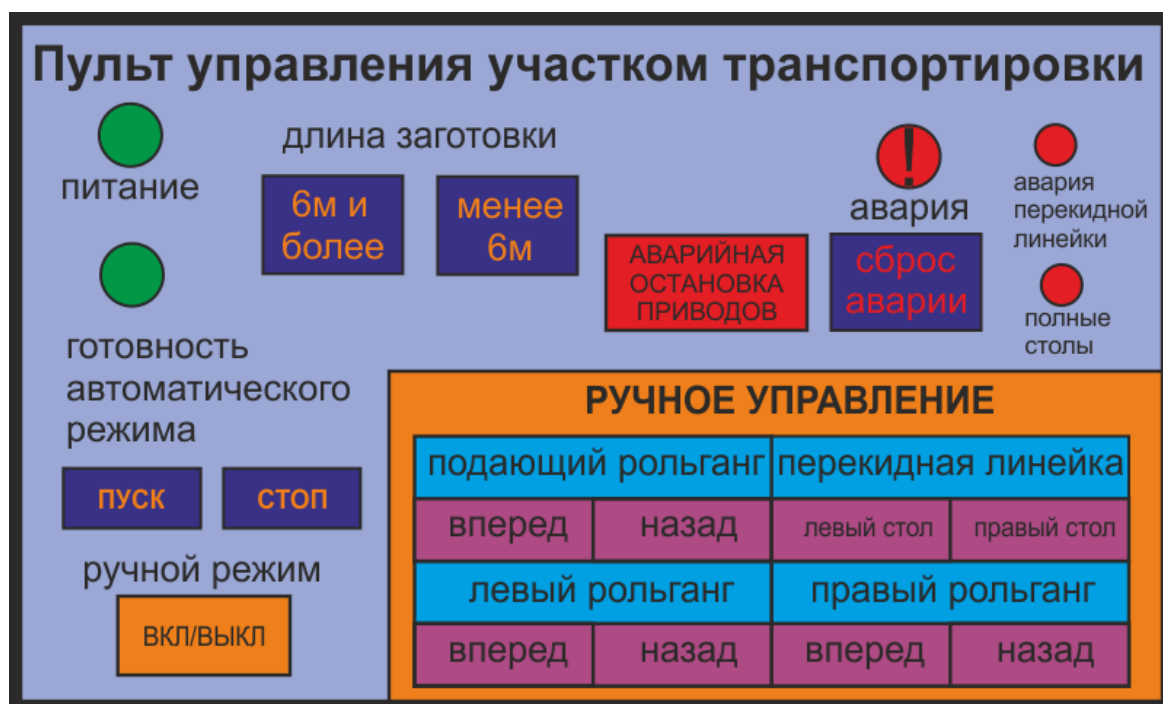 Пульт управления участком транспортировки
питание
длина заготовки
6м и
более
менее
6м
!
авария
авария
перекидной
линейки
АВАРИЙНАЯ
ОСТАНОВКА
ПРИВОДОВ
сброс
аварии
полные
столы
готовность
автоматического
режима
ПУСК
СТОП
ручной режим
ВКЛ/ВЫКЛ
РУЧНОЕ УПРАВЛЕНИЕ
подающий рольганг
перекидная линейка
вперед
назад
левый стол
правый стол
левый рольганг
правый рольганг
вперед
назад
вперед
назад